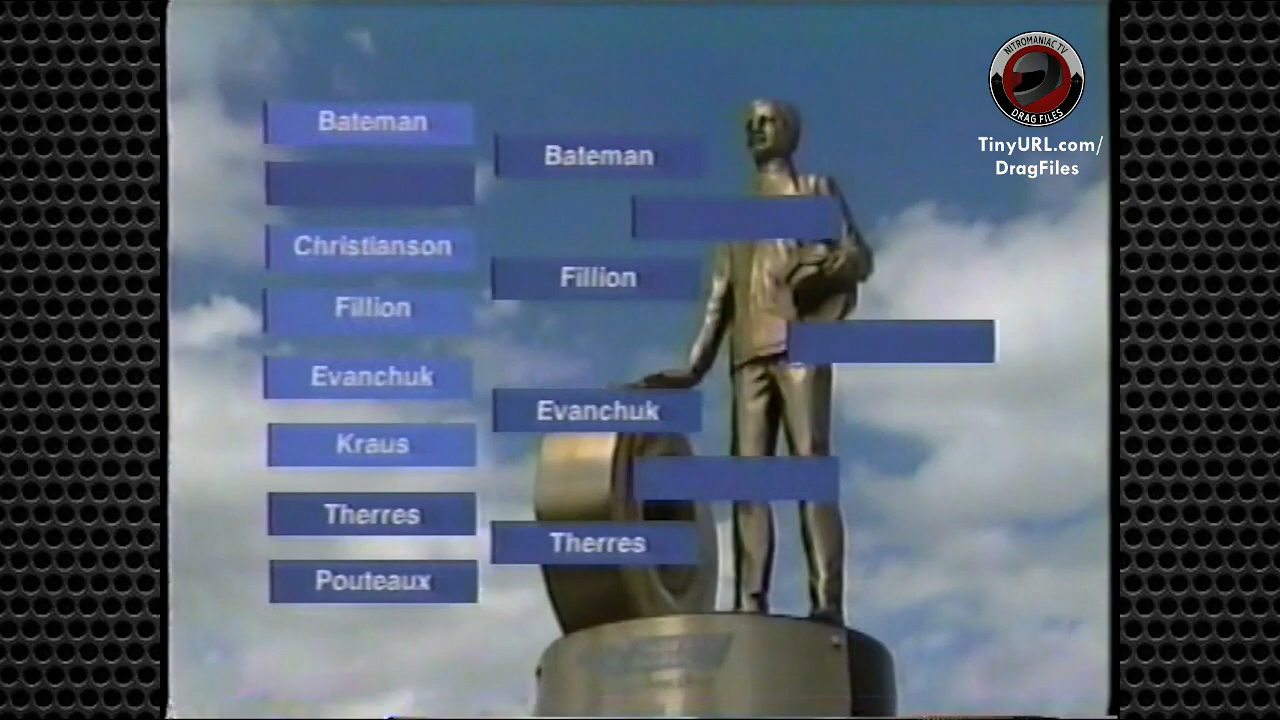 NITROMANIAC TV
DRAG FILES
TinyURL.com/
DragFiles
Bateman
Bateman
Christianson
Fillion
Fillion
Evanchuk
Evanchuk
Kraus
Therres
Therres
Pouteaux